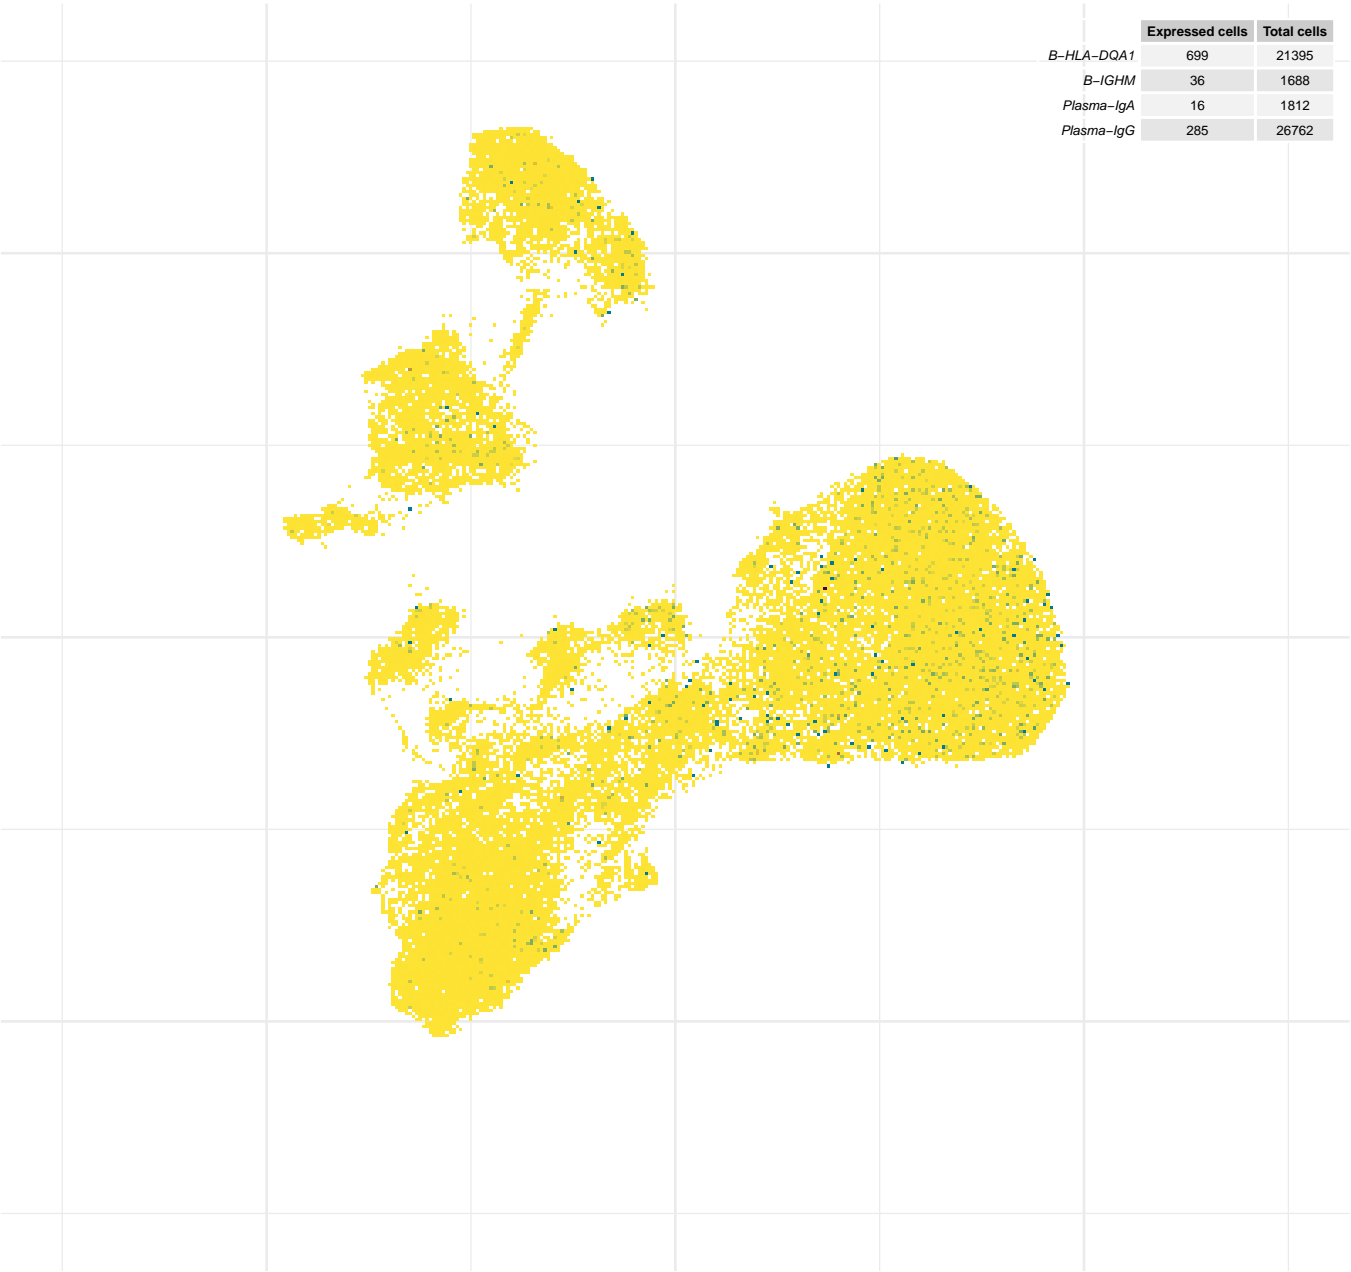 Expressed cells Total cells
B−HLA−DQA1 699 21395
B−IGHM 36 1688
Plasma−IgA 16 1812
Plasma−IgG 285 26762